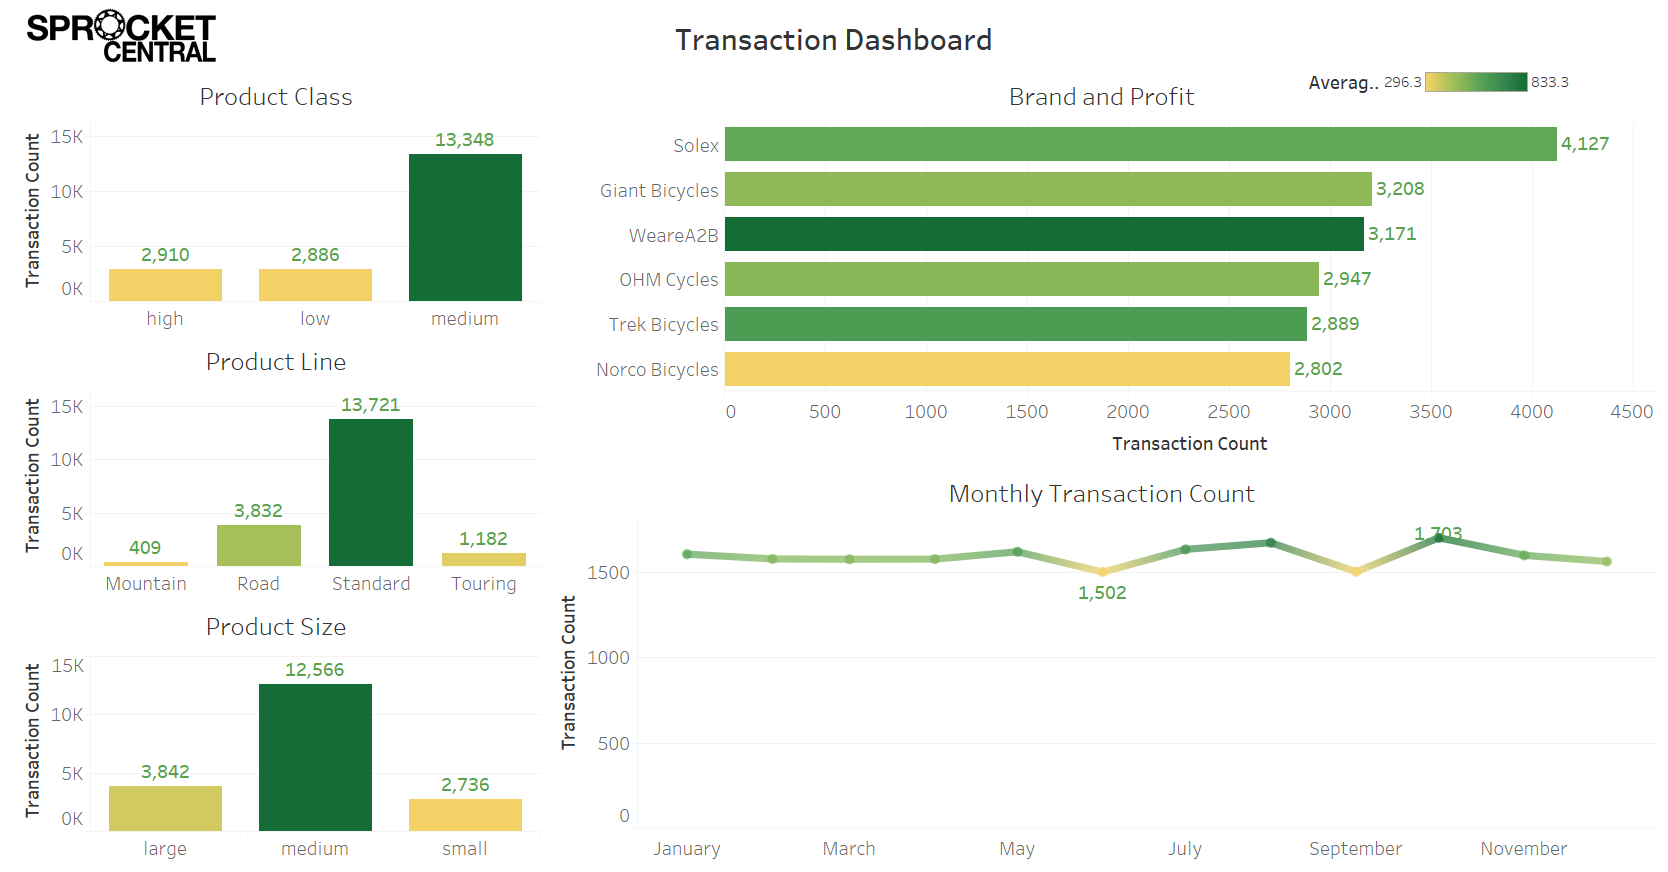 SPROCKET
CENTRAL
Transaction Dashboard
Product Class
Transaction Count
15K
10K
5K
0K
13,348
2,910
2,886
high low medium
Product Line
Transaction Count
15K
10K
5K
0K
13,721
3,832
1,182
409
Mountain Road Standard Touring
Product Size
Transaction Count
15K
10K
5K
0K
12,566
3,842
2,736
large medium small
Brand and Profit
Averag.. 296.3 833.3
Solex 4,127
Giant Bicycles 3,208
WeareA2B 3,171
OHM Cycles 2,947
Trek Bicycles 2,889
Norco Bicycles 2,802
0 500 1000 1500 2000 2500 3000 3500 4000 4500
Transaction Count
Monthly Transaction Count
Transaction Count
1500
1000
500
0
1,703
1,502
January March May July September November